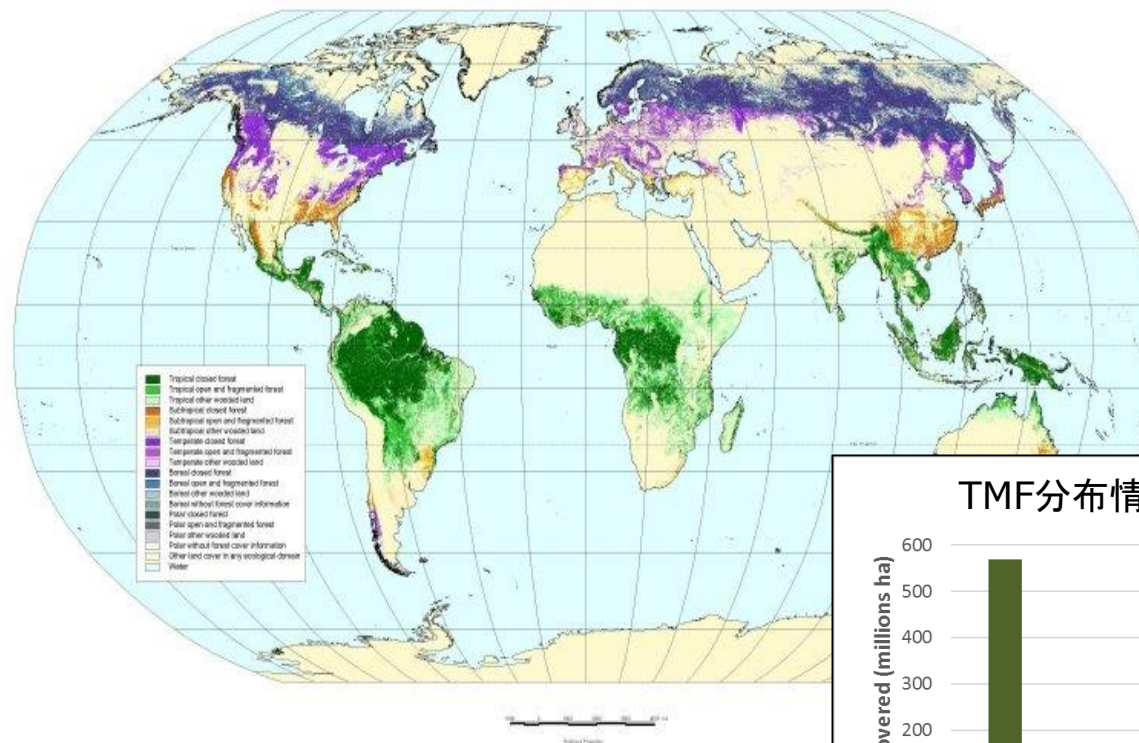 Tropical closed forest
Tropical open and fragmented forest
Tropical other wooded land
Subtropical closed forest
Subtropical open and fragmented forest
Subtropical other wooded land
Temperate closed forest
Temperate open and fragmented forest
Temperate other wooded land
Boreal closed forest
Boreal open and fragmented forest
Boreal other wooded land
Boreal without forest cover information
Polar closed forest
Polar open and fragmented forest
Polar other wooded land
Polar without forest cover information
Other land cover in any ecological domain
Water
TMF分布情
600
500
400
300
200
overed (millions ha)